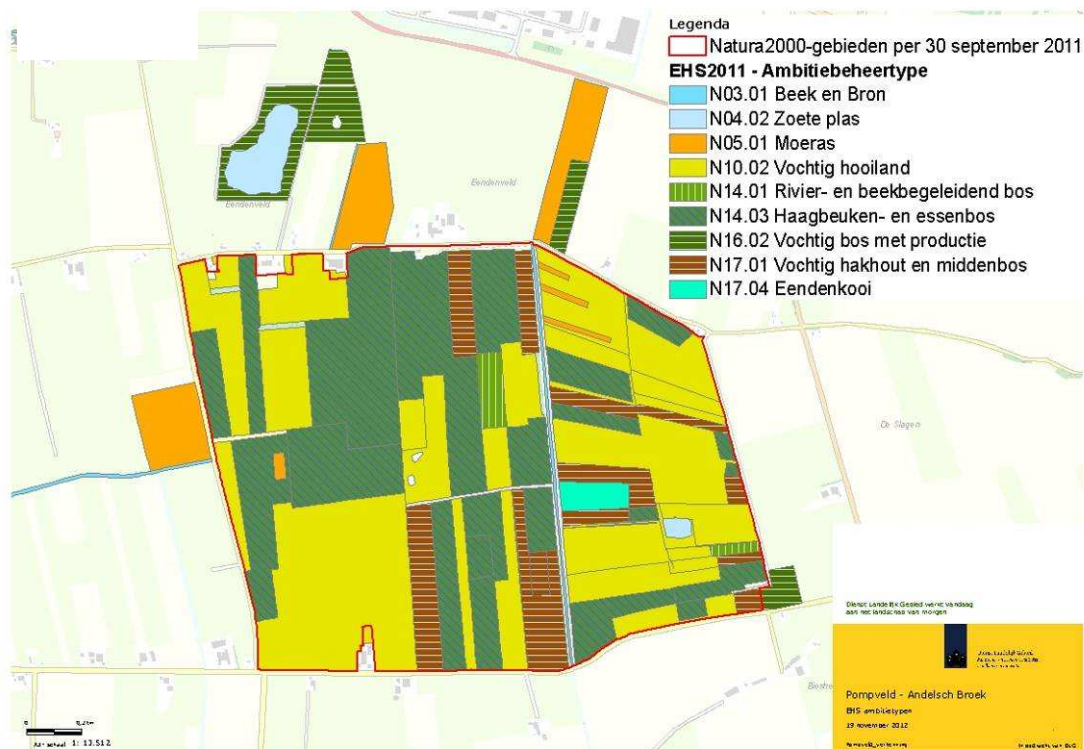 Legenda
Natura2000-gebieden per 30 september 2011
EHS2011 - Ambitiebeheertype
N03.01 Beek en Bron
N04.02 Zoete plas
N05.01 Moeras
N10.02 Vochtig hooiland
N14.01 Rivier- en beekbegeleidend bos
N14.03 Haagbeuken- en essenbos
N16.02 Vochtig bos met productie
N17.01 Vochtig hakhout en middenbos
N17.04 Eendenkooi
Eendenveld
Eendenveld
De Slagen
Dienst Landelijk Gebied werkt vandaag
aan het landschap van morgen
Pompveld - Andelsch Broek
EHS ambitietypen
19 november 2012
1: 13.512